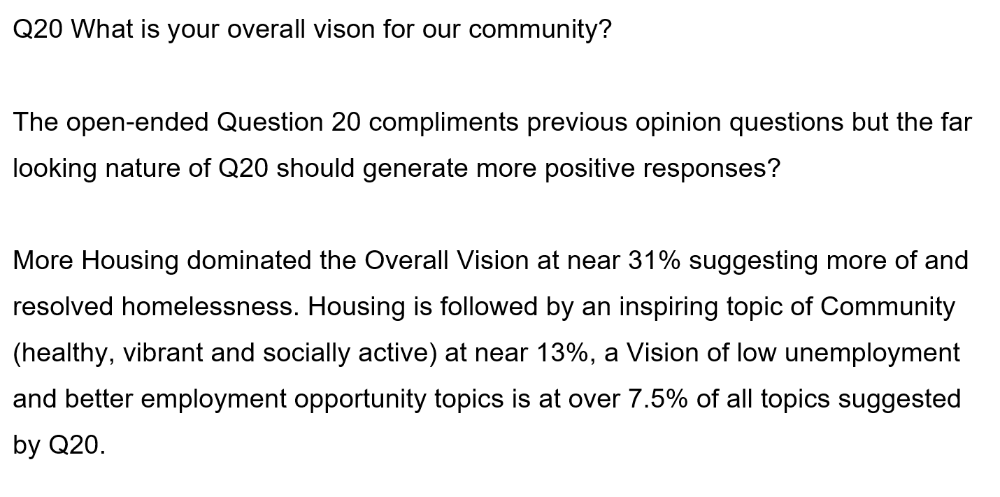 Q20 What is your overall vison for our community?
The open-ended Question 20 compliments previous opinion questions but the far
looking nature of Q20 should generate more positive responses?
More Housing dominated the Overall Vision at near 31% suggesting more of and
resolved homelessness. Housing is followed by an inspiring topic of Community
(healthy, vibrant and socially active) at near 13%, a Vision of low unemployment
and better employment opportunity topics is at over 7.5% of all topics suggested
by Q20.